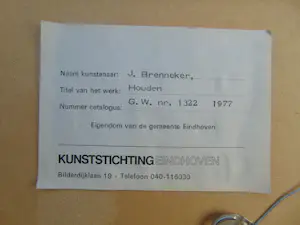 Naam kunstenaar: J. Brenneker,
Titel van het werk: Houden
Nummer catalogus: G.W. nr. 1322 1977
Eigendom van de gemeente Eindhoven
KUNSTSTICHTING EINDHOVEN
Bilderdijklaan 19 - Telefoon 040-116333